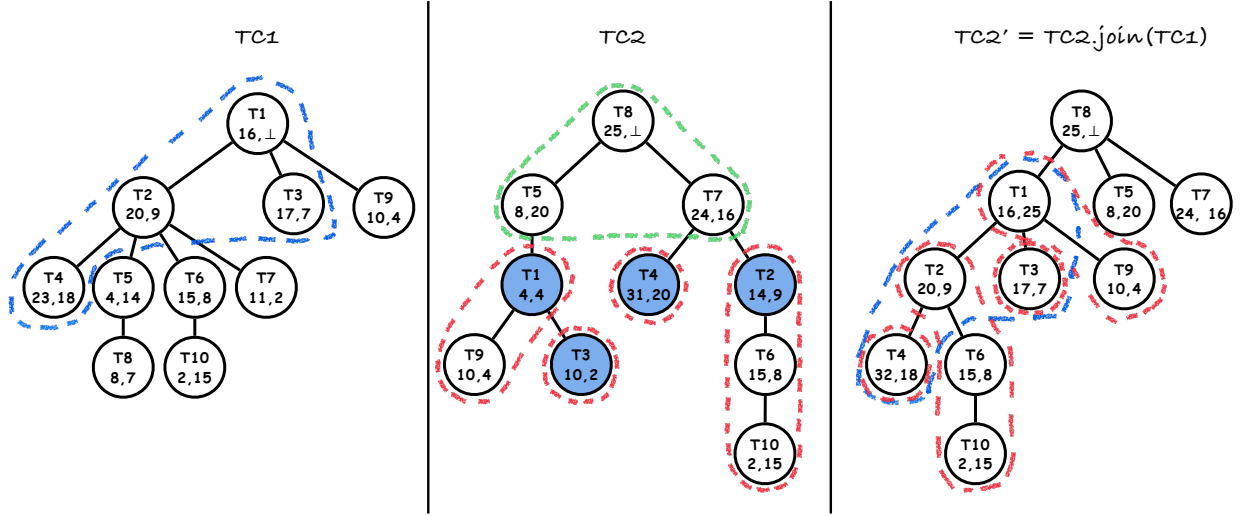 TC1
T1
16,⊥
T2
20,9
T3
17,7
T9
10,4
T4
23,18
T5
4,14
T6
15,8
T7
11,2
T8
8,7
T10
2,15
TC2
T8
25,⊥
T5
8,20
T7
24,16
T1
4,4
T4
31,20
T2
14,9
T9
10,4
T3
10,2
T6
15,8
T10
2,15
TC2' = TC2.join(TC1)
T8
25,⊥
T1
16,25
T5
8,20
T7
24, 16
T2
20,9
T3
17,7
T9
10,4
T4
32,18
T6
15,8
T10
2,15